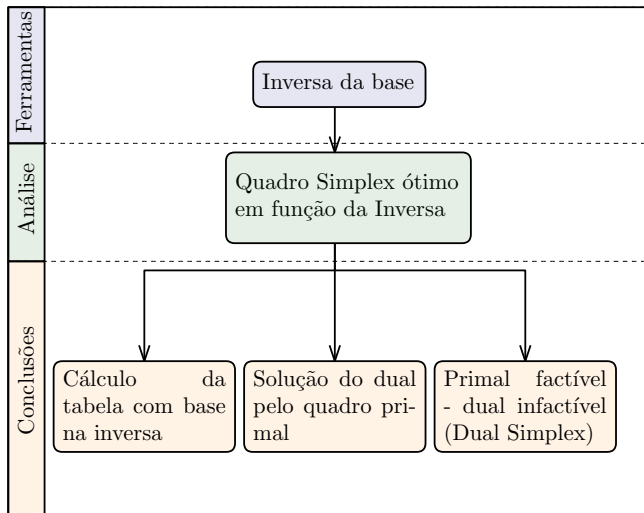 Ferramentas
Inversa da base
Análise
Quadro Simplex ótimo
em função da Inversa
Conclusões
Cálculo da
tabela com base
na inversa
Solução do dual
pelo quadro pri-
mal
Primal factível
- dual infactível
(Dual Simplex)